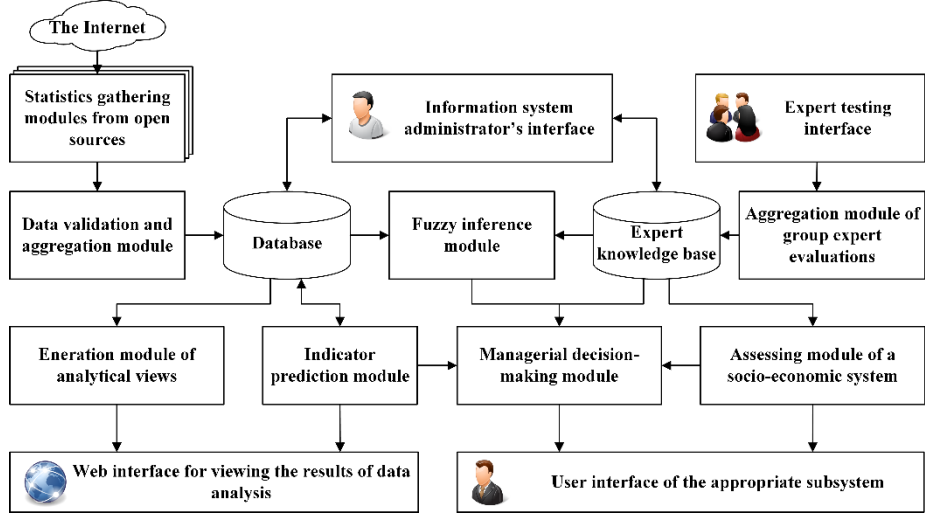 The Internet
Statistics gathering
modules from open
sources
Information system
administrator's interface
Expert testing
interface
Data validation and
aggregation module
Database
Fuzzy inference
module
Expert
knowledge base
Aggregation module of
group expert
evaluations
Eneration module of
analytical views
Indicator
prediction module
Managerial decision-
making module
Assessing module of a
socio-economic system
Web interface for viewing the results of data
analysis
User interface of the appropriate subsystem